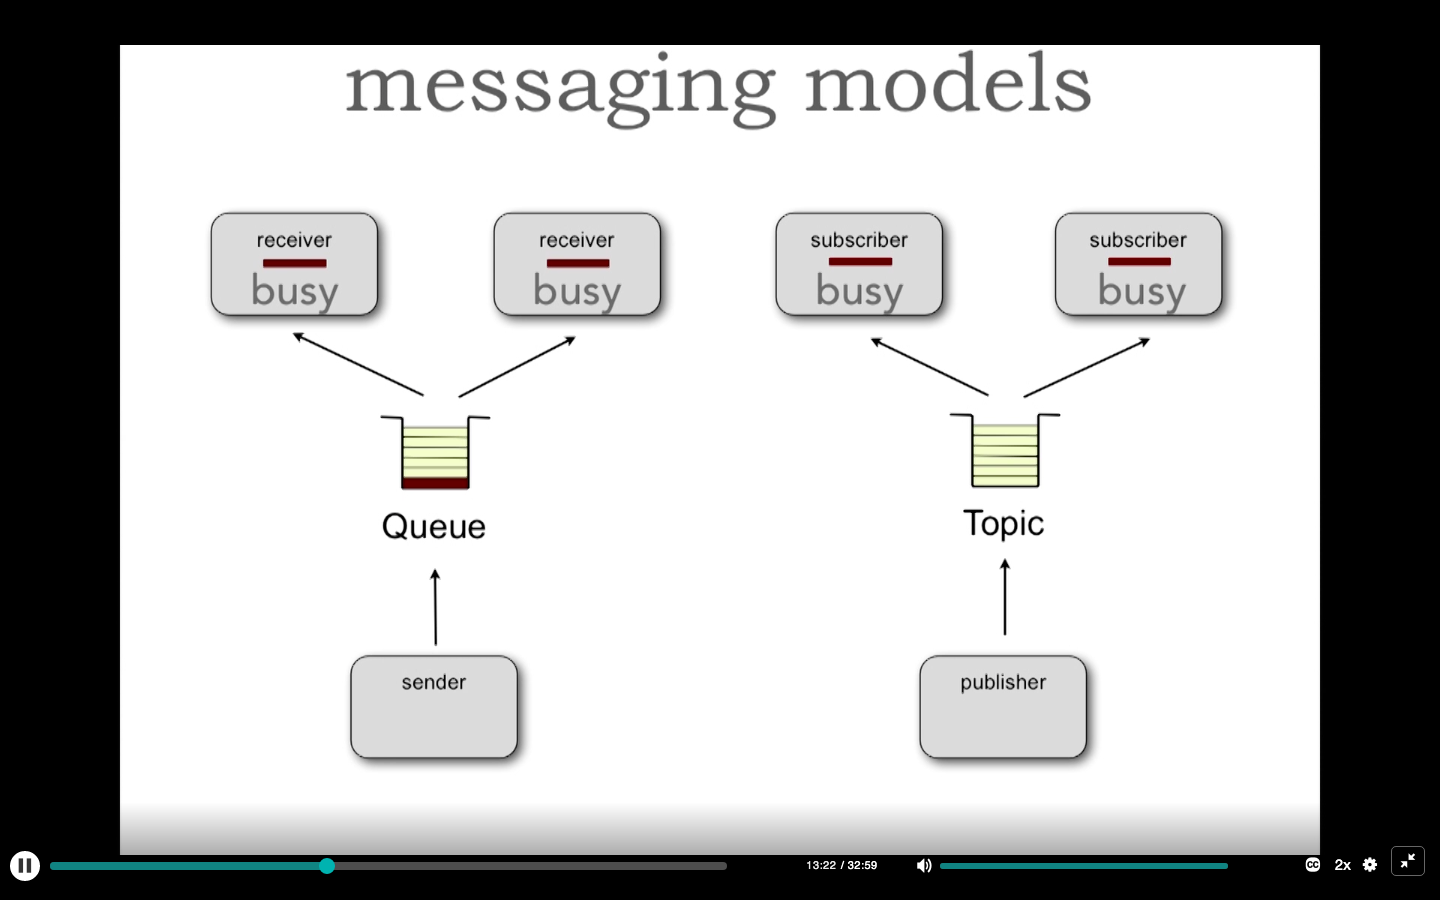 messaging models
receiver
busy
receiver
busy
subscriber
busy
subscriber
busy
Queue
Topic
sender
publisher
13:22 / 32:59
CC
2x